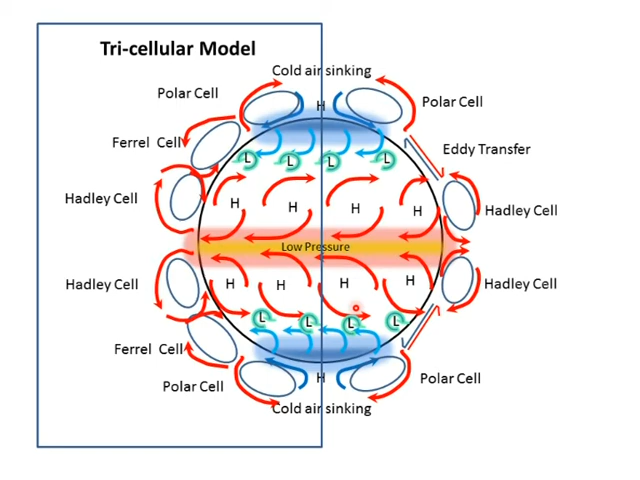 Tri-cellular Model
Cold air sinking
Polar Cell
H
Polar Cell
Ferrel Cell
Eddy Transfer
L L L L
Hadley Cell
H H H H
Hadley Cell
Low Pressure
Hadley Cell
H H H H
Hadley Cell
L L L L
Ferrel Cell
Polar Cell
H
Polar Cell
Cold air sinking